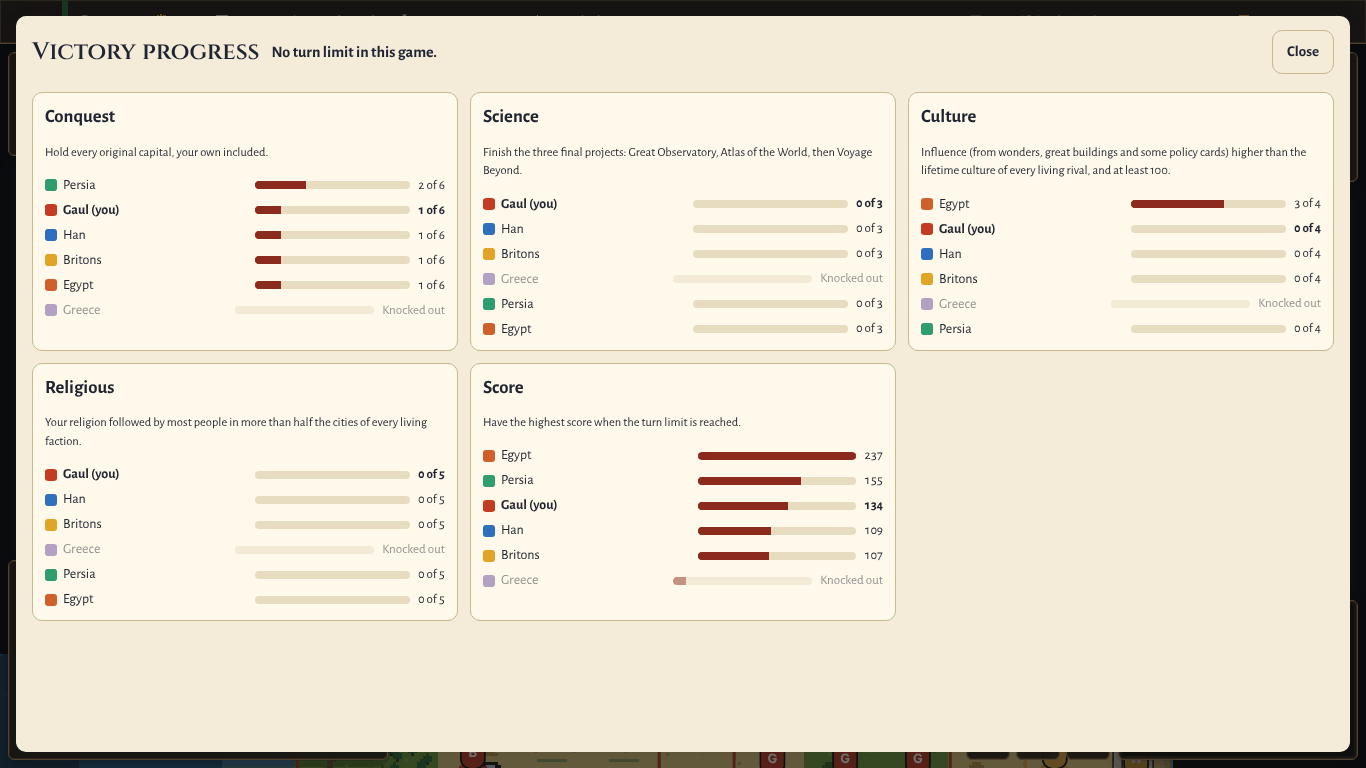 Victory progress
No turn limit in this game.
Close
Conquest
Hold every original capital, your own included.
Persia 2 of 6
Gaul (you) 1 of 6
Han 1 of 6
Britons 1 of 6
Egypt 1 of 6
Greece Knocked out
Science
Finish the three final projects: Great Observatory, Atlas of the World, then Voyage
Beyond.
Gaul (you) 0 of 3
Han 0 of 3
Britons 0 of 3
Greece Knocked out
Persia 0 of 3
Egypt 0 of 3
Culture
Influence (from wonders, great buildings and some policy cards) higher than the
lifetime culture of every living rival, and at least 100.
Egypt 3 of 4
Gaul (you) 0 of 4
Han 0 of 4
Britons 0 of 4
Greece Knocked out
Persia 0 of 4
Religious
Your religion followed by most people in more than half the cities of every living
faction.
Gaul (you) 0 of 5
Han 0 of 5
Britons 0 of 5
Greece Knocked out
Persia 0 of 5
Egypt 0 of 5
Score
Have the highest score when the turn limit is reached.
Egypt 237
Persia 155
Gaul (you) 134
Han 109
Britons 107
Greece Knocked out
G G G